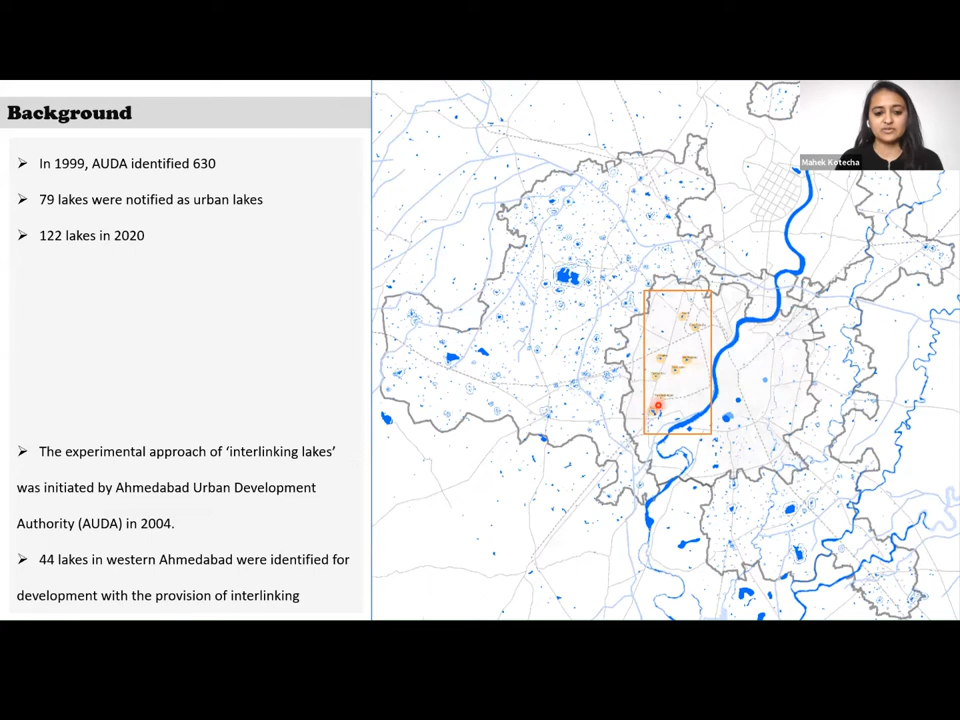 Background
➢ In 1999, AUDA identified 630
➢ 79 lakes were notified as urban lakes
➢ 122 lakes in 2020
➢ The experimental approach of ‘interlinking lakes’
was initiated by Ahmedabad Urban Development
Authority (AUDA) in 2004.
➢ 44 lakes in western Ahmedabad were identified for
development with the provision of interlinking
Mahek Kotecha